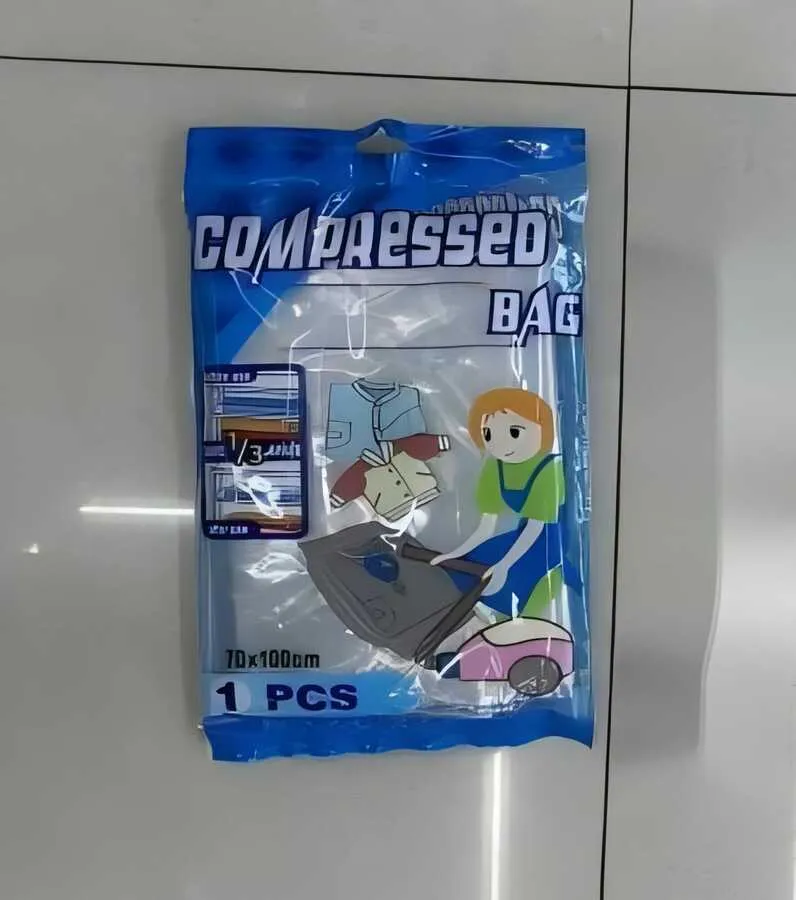 COMPRESSED
BAG
1/3
70x100cm
1 PCS